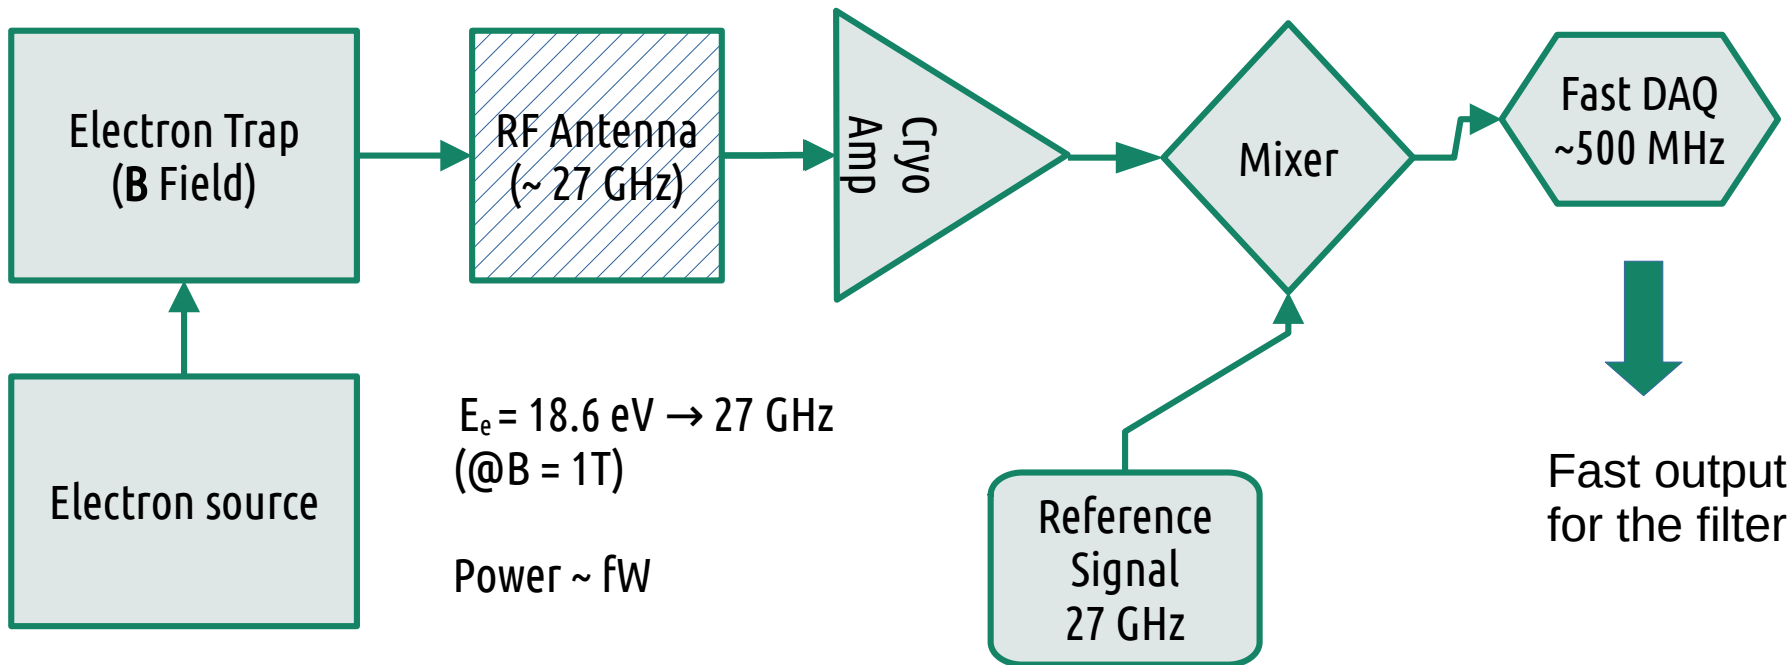 Electron Trap
(B Field)
RF Antenna
(~ 27 GHz)
Cryo
Amp
Mixer
Fast DAQ
~500 MHz
Electron source
Eₑ = 18.6 eV → 27 GHz
(@B = 1T)
Power ~ fW
Reference
Signal
27 GHz
Fast output
for the filter